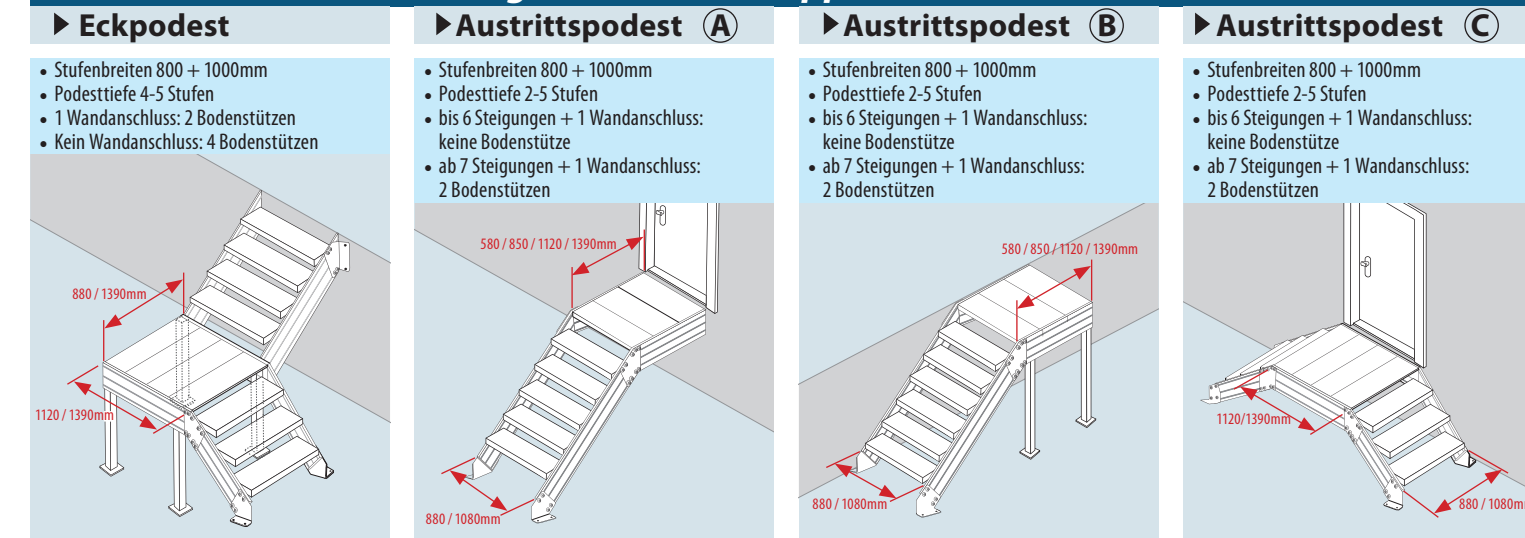 Eckpodest
• Stufenbreiten 800 + 1000mm
• Podesttiefe 4-5 Stufen
• 1 Wandanschluss: 2 Bodenstützen
• Kein Wandanschluss: 4 Bodenstützen
880 / 1390mm
1120 / 1390mm
Austrittspodest A
• Stufenbreiten 800 + 1000mm
• Podesttiefe 2-5 Stufen
• bis 6 Steigungen + 1 Wandanschluss:
keine Bodenstütze
• ab 7 Steigungen + 1 Wandanschluss:
2 Bodenstützen
580 / 850 / 1120 / 1390mm
880 / 1080mm
Austrittspodest B
• Stufenbreiten 800 + 1000mm
• Podesttiefe 2-5 Stufen
• bis 6 Steigungen + 1 Wandanschluss:
keine Bodenstütze
• ab 7 Steigungen + 1 Wandanschluss:
2 Bodenstützen
580 / 850 / 1120 / 1390mm
880 / 1080mm
Austrittspodest C
• Stufenbreiten 800 + 1000mm
• Podesttiefe 2-5 Stufen
• bis 6 Steigungen + 1 Wandanschluss:
keine Bodenstütze
• ab 7 Steigungen + 1 Wandanschluss:
2 Bodenstützen
1120/1390mm
880 / 1080m